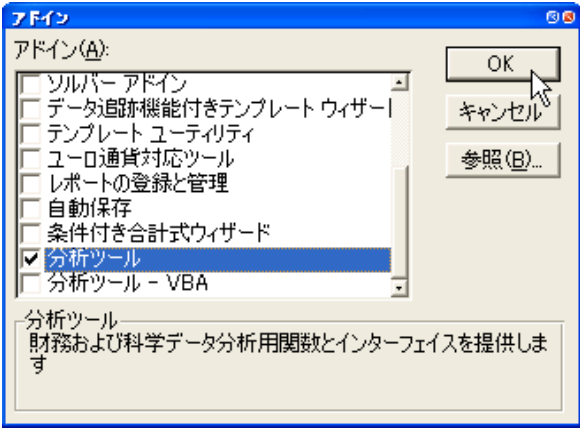 アドイン
アドイン(A):
ソルバー アドイン
データ追跡機能付きテンプレート ウィザード
テンプレート ユーティリティ
ユーロ通貨対応ツール
レポートの登録と管理
自動保存
条件付き合計式ウィザード
分析ツール
分析ツール - VBA
OK
キャンセル
参照(B)...
分析ツール
財務および科学データ分析用関数とインターフェイスを提供しま
す